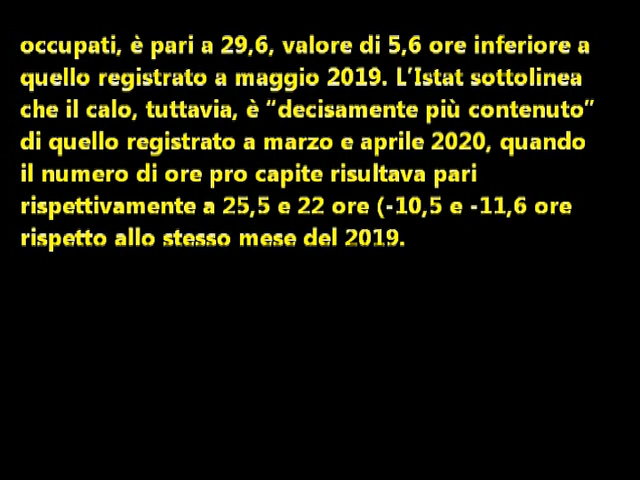 occupati, è pari a 29,6, valore di 5,6 ore inferiore a
quello registrato a maggio 2019. L’Istat sottolinea
che il calo, tuttavia, è “decisamente più contenuto”
di quello registrato a marzo e aprile 2020, quando
il numero di ore pro capite risultava pari
rispettivamente a 25,5 e 22 ore (-10,5 e -11,6 ore
rispetto allo stesso mese del 2019.